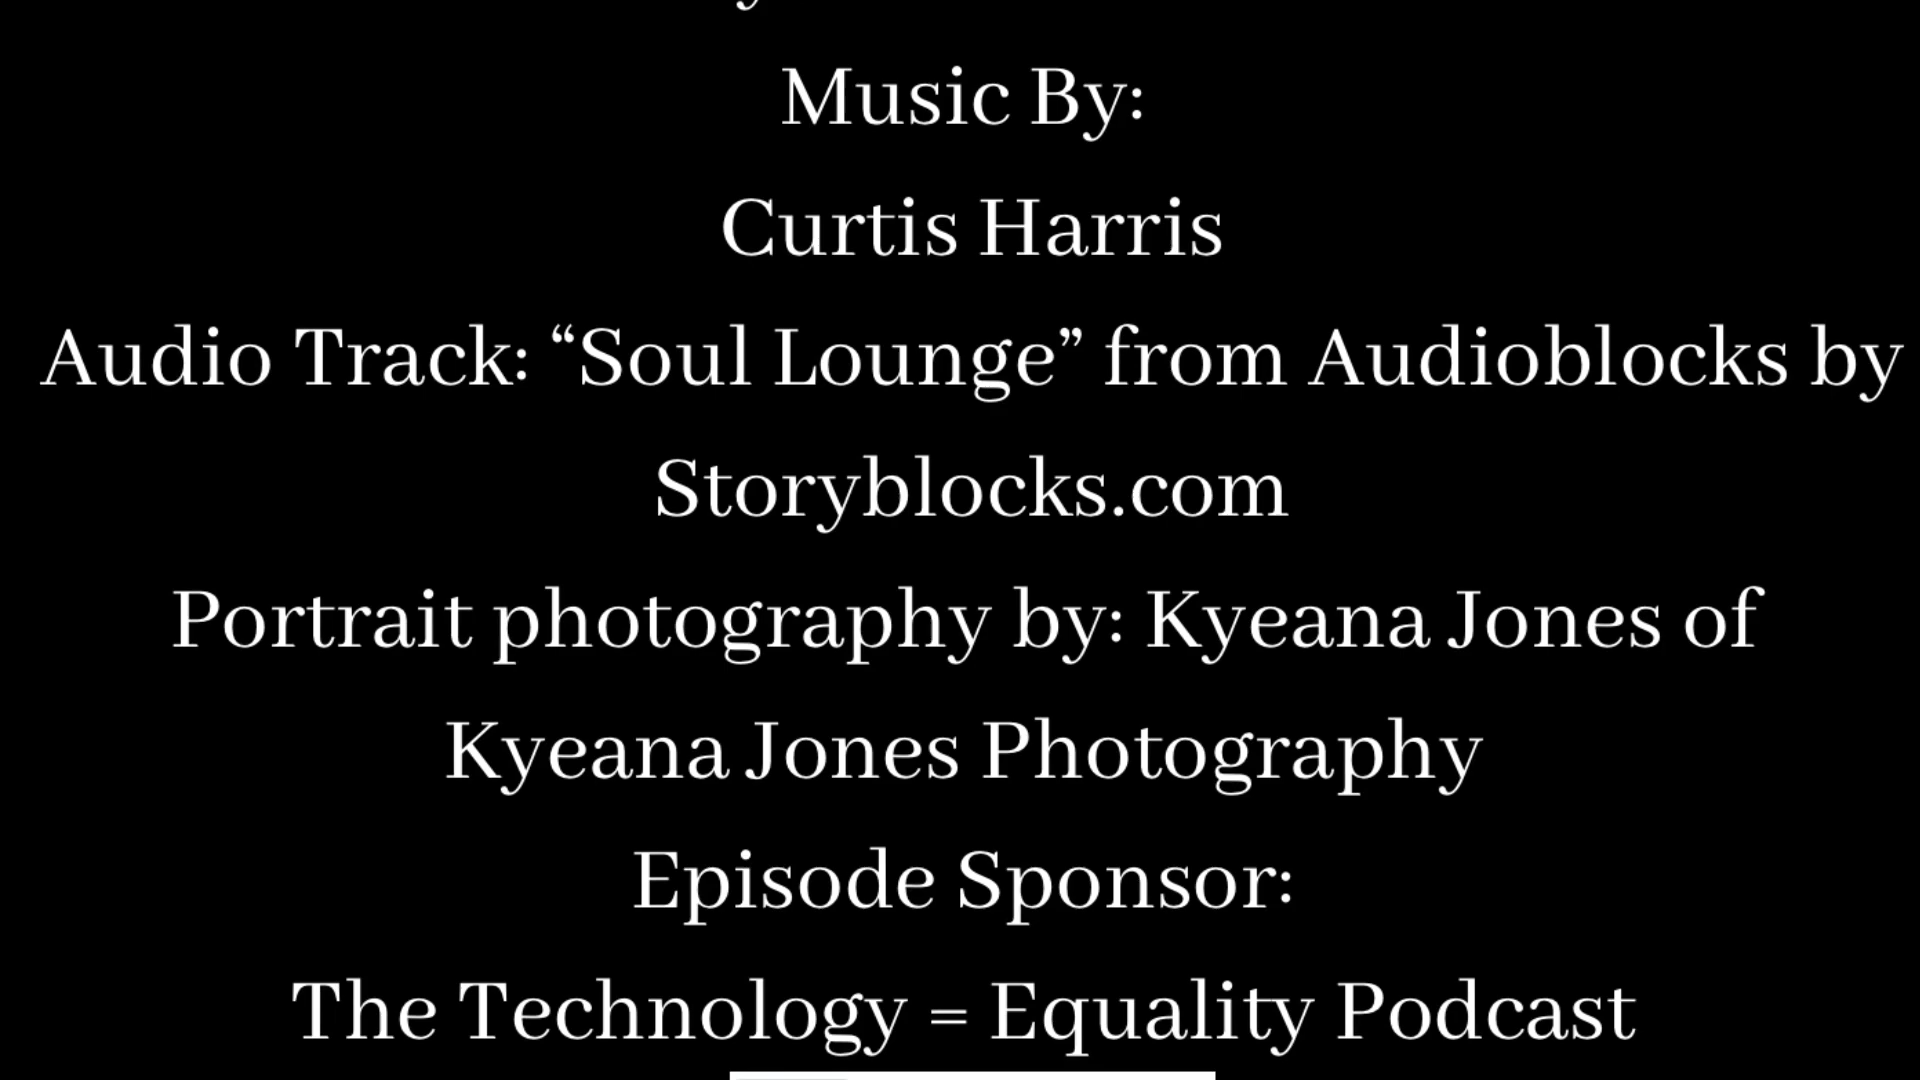 Music By:
Curtis Harris
Audio Track: “Soul Lounge” from Audioblocks by
Storyblocks.com
Portrait photography by: Kyeana Jones of
Kyeana Jones Photography
Episode Sponsor:
The Technology = Equality Podcast